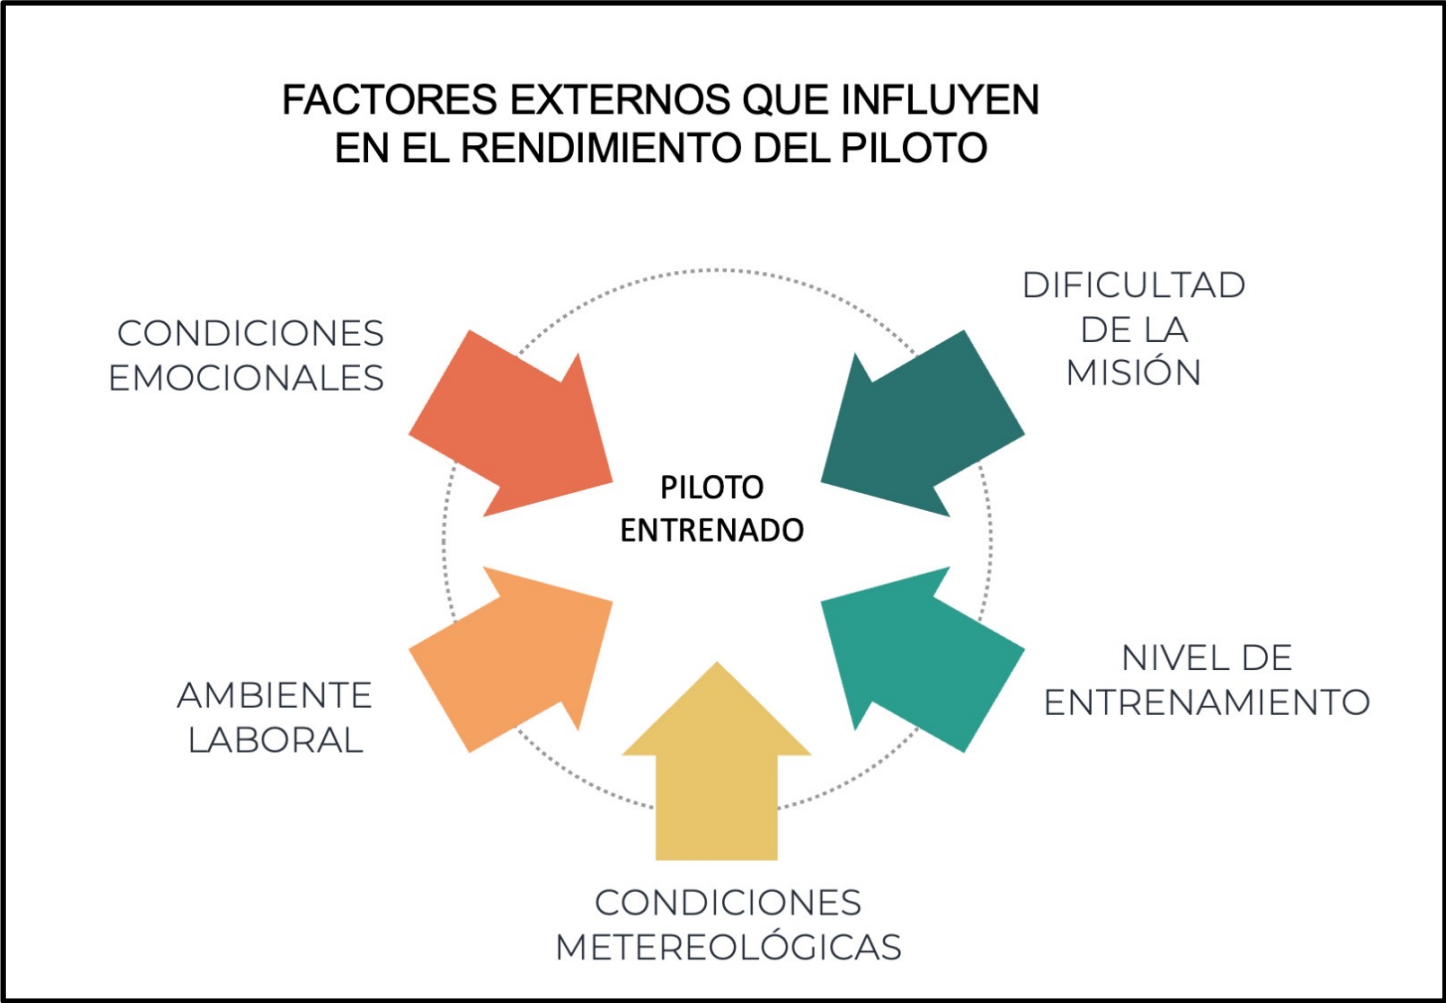 FACTORES EXTERNOS QUE INFLUYEN
EN EL RENDIMIENTO DEL PILOTO
CONDICIONES
EMOCIONALES
DIFICULTAD
DE LA
MISIÓN
PILOTO
ENTRENADO
AMBIENTE
LABORAL
NIVEL DE
ENTRENAMIENTO
CONDICIONES
METEREOLÓGICAS